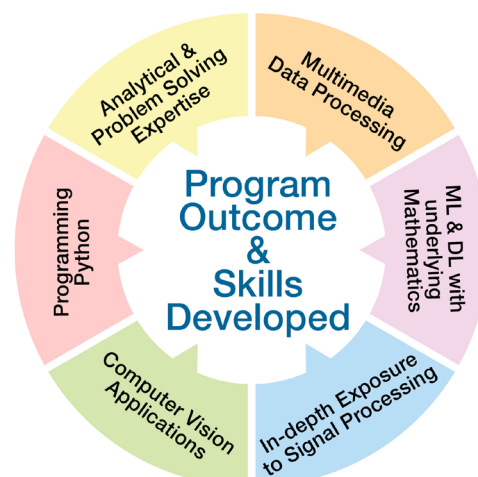 Analytical &
Problem Solving
Expertise
Multimedia
Data Processing
ML & DL with
underlying
Mathematics
In-depth Exposure
to Signal Processing
Computer Vision
Applications
Programming
Python
Program
Outcome
&
Skills
Developed